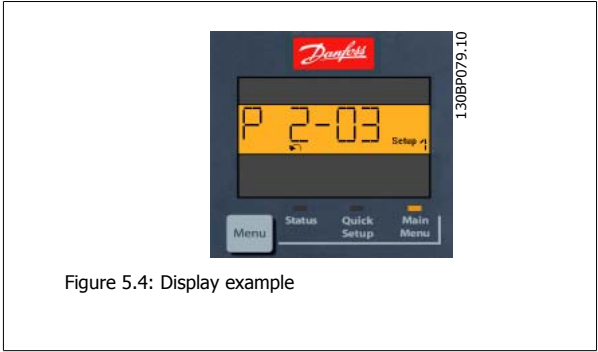 Danfoss
130BP079.10
P 2-03
Setup 1
Menu
Status
Quick Setup
Main Menu
Figure 5.4: Display example